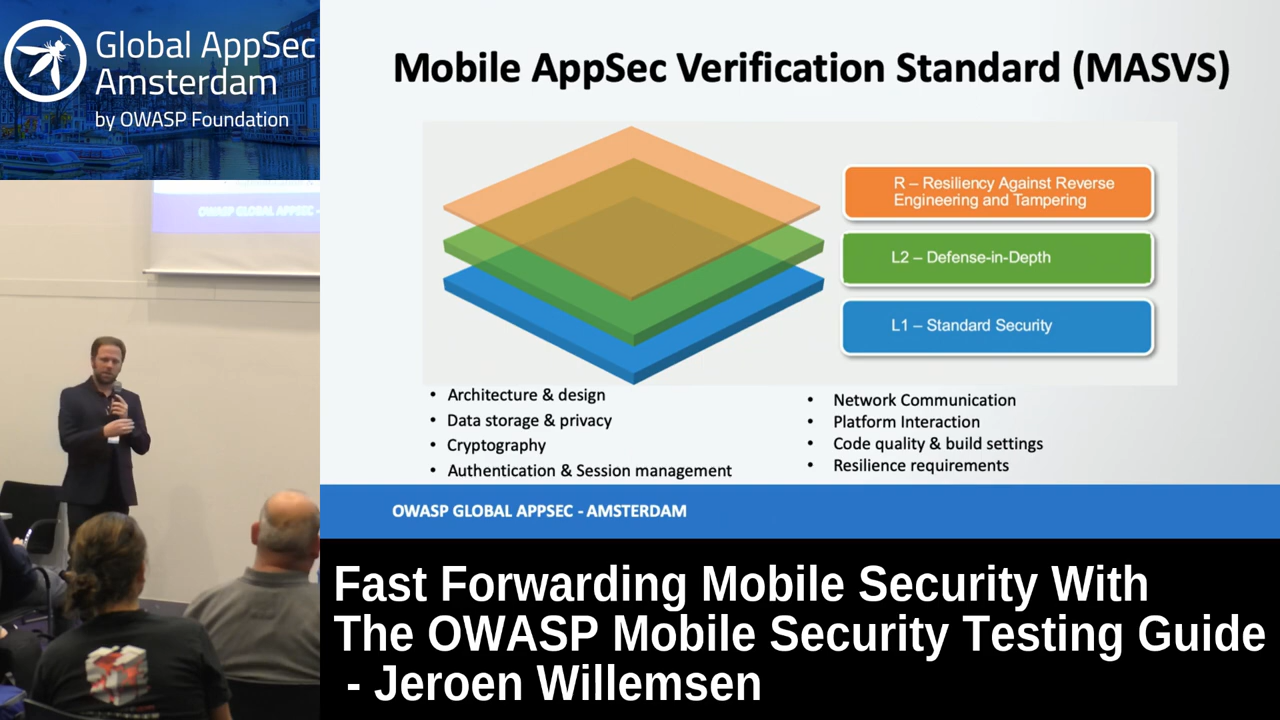 Global AppSec
Amsterdam
by OWASP Foundation
OWASP GLOBAL APPSEC -
Mobile AppSec Verification Standard (MASVS)
R – Resiliency Against Reverse
Engineering and Tampering
L2 – Defense-in-Depth
L1 – Standard Security
• Architecture & design
• Data storage & privacy
• Cryptography
• Authentication & Session management
• Network Communication
• Platform Interaction
• Code quality & build settings
• Resilience requirements
OWASP GLOBAL APPSEC - AMSTERDAM
Fast Forwarding Mobile Security With
The OWASP Mobile Security Testing Guide
- Jeroen Willemsen